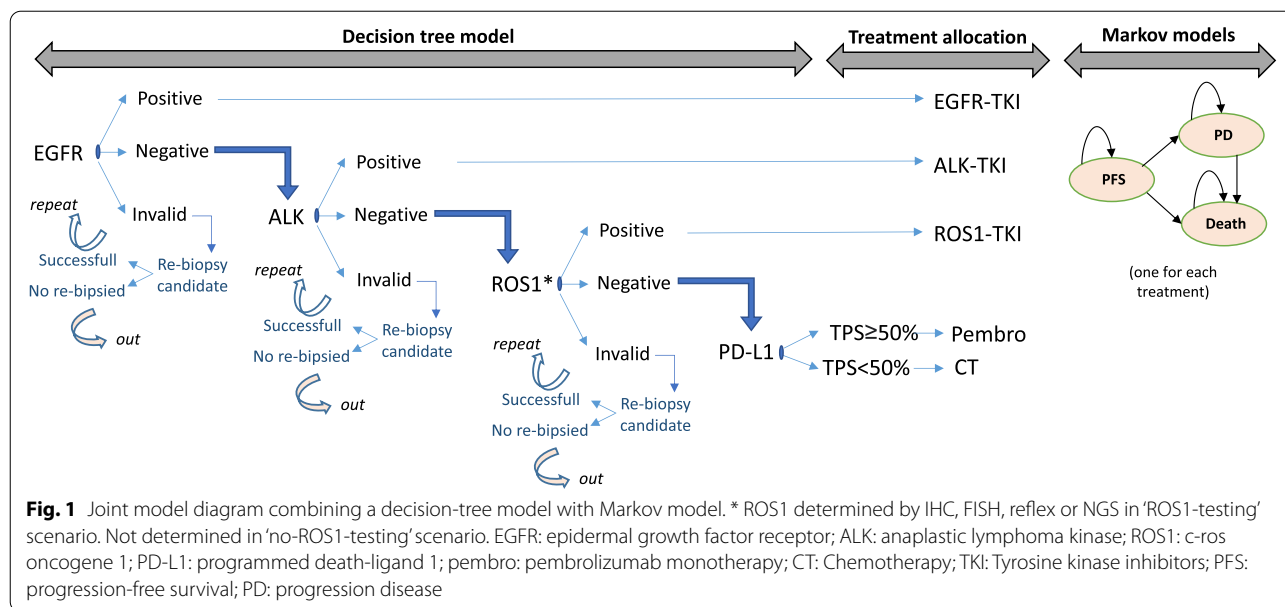 Decision tree model
Treatment allocation
Markov models
Positive
EGFR-TKI
EGFR
Negative
Invalid
repeat
Successfull
Re-biopsy
candidate
No re-bipsied
out
Positive
ALK-TKI
ALK
Negative
Invalid
repeat
Successfull
Re-biopsy
candidate
No re-bipsied
out
Positive
ROS1-TKI
ROS1*
Negative
Invalid
repeat
Successfull
Re-biopsy
candidate
No re-bipsied
out
PD-L1
TPS≥50%
Pembro
TPS<50%
CT
PD
PFS
Death
(one for each
treatment)
Fig. 1 Joint model diagram combining a decision-tree model with Markov model. * ROS1 determined by IHC, FISH, reflex or NGS in ‘ROS1-testing’
scenario. Not determined in ‘no-ROS1-testing’ scenario. EGFR: epidermal growth factor receptor; ALK: anaplastic lymphoma kinase; ROS1: c-ros
oncogene 1; PD-L1: programmed death-ligand 1; pembro: pembrolizumab monotherapy; CT: Chemotherapy; TKI: Tyrosine kinase inhibitors; PFS:
progression-free survival; PD: progression disease